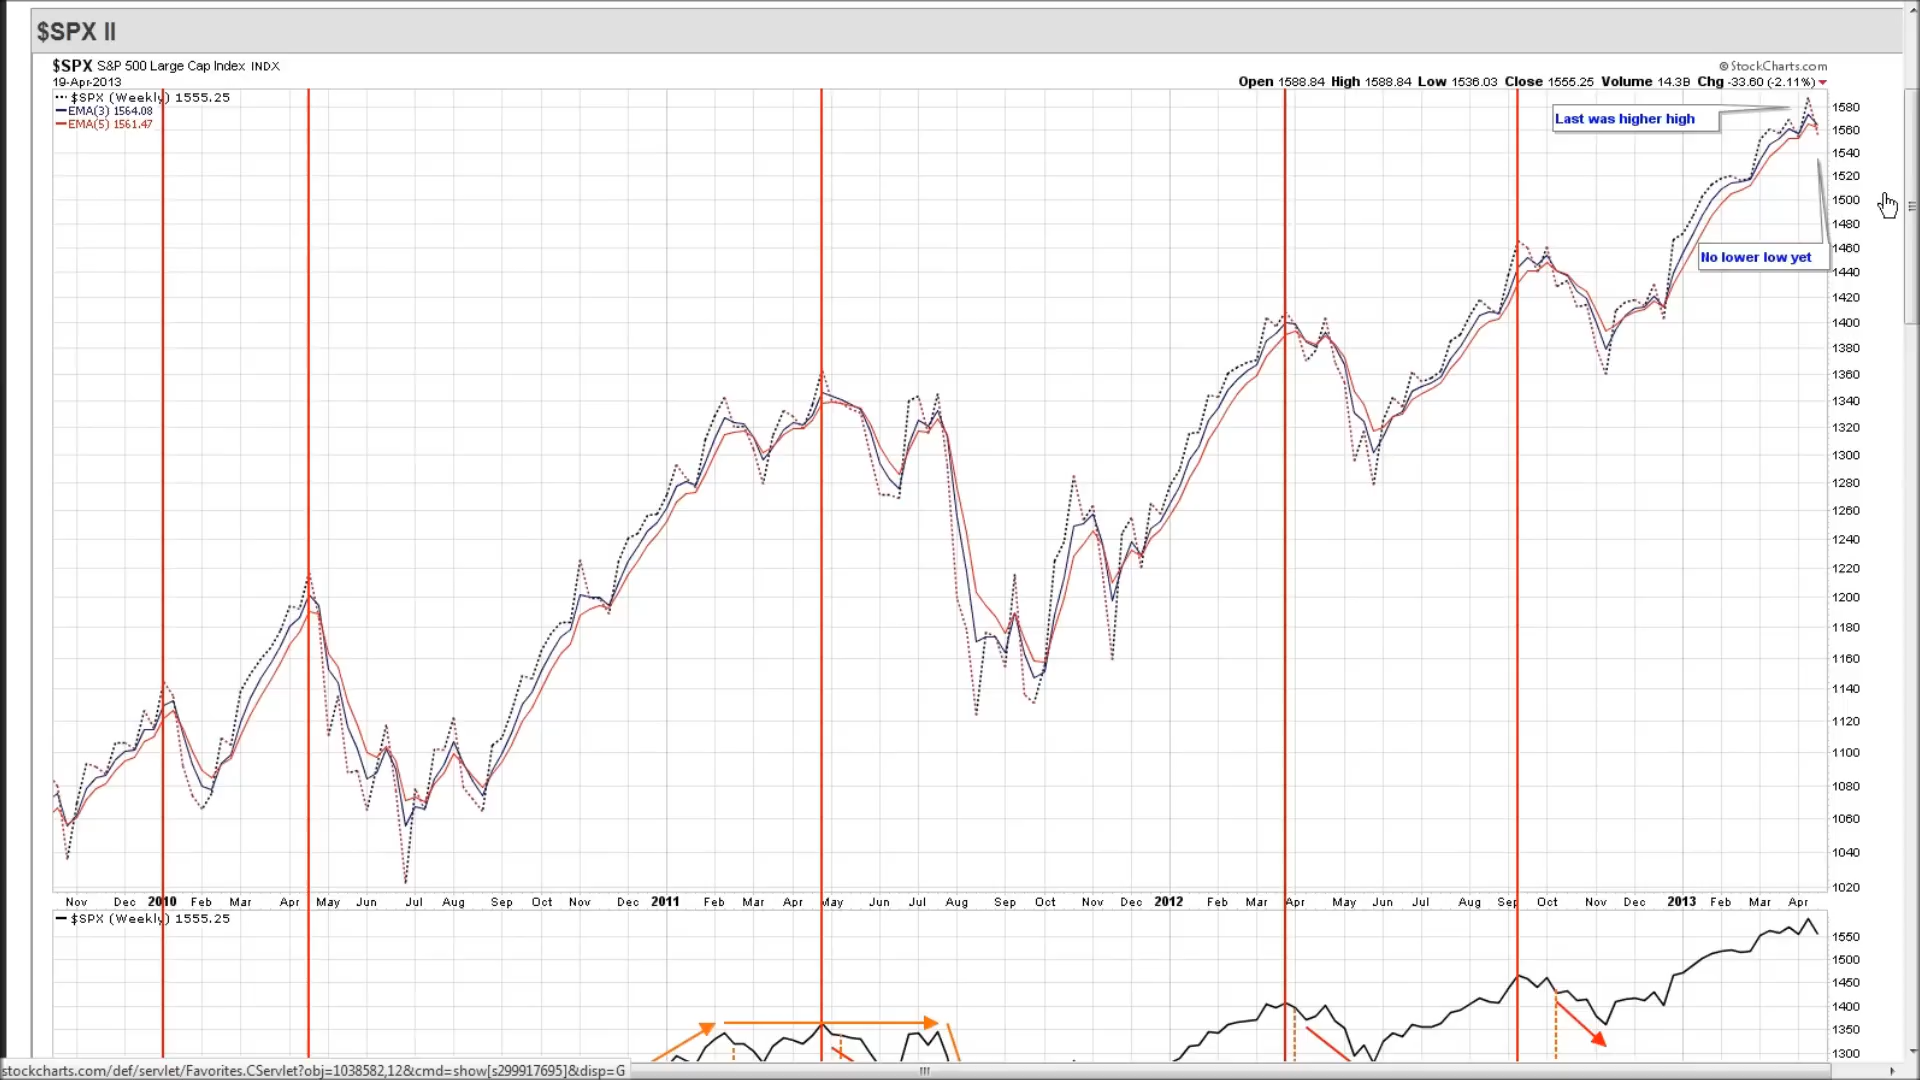 $SPX II
$SPX S&P 500 Large Cap Index INDX
© StockCharts.com
19-Apr-2013
Open 1588.84 High 1588.84 Low 1536.03 Close 1555.25 Volume 14.3B Chg -33.60 (-2.11%)
$SPX (Weekly) 1555.25
EMA(3) 1564.08
EMA(5) 1561.47
Last was higher high
No lower low yet
1580
1560
1540
1520
1500
1480
1460
1440
1420
1400
1380
1360
1340
1320
1300
1280
1260
1240
1220
1200
1180
1160
1140
1120
1100
1080
1060
1040
1020
Nov Dec 2010 Feb Mar Apr May Jun Jul Aug Sep Oct Nov Dec 2011 Feb Mar Apr May Jun Jul Aug Sep Oct Nov Dec 2012 Feb Mar Apr May Jun Jul Aug Sep Oct Nov Dec 2013 Feb Mar Apr
$SPX (Weekly) 1555.25
1550
1500
1450
1400
1350
1300
stockcharts.com/def/servlet/Favorites.CServlet?obj=1038582,12&cmd=show[s299917695]&disp=G